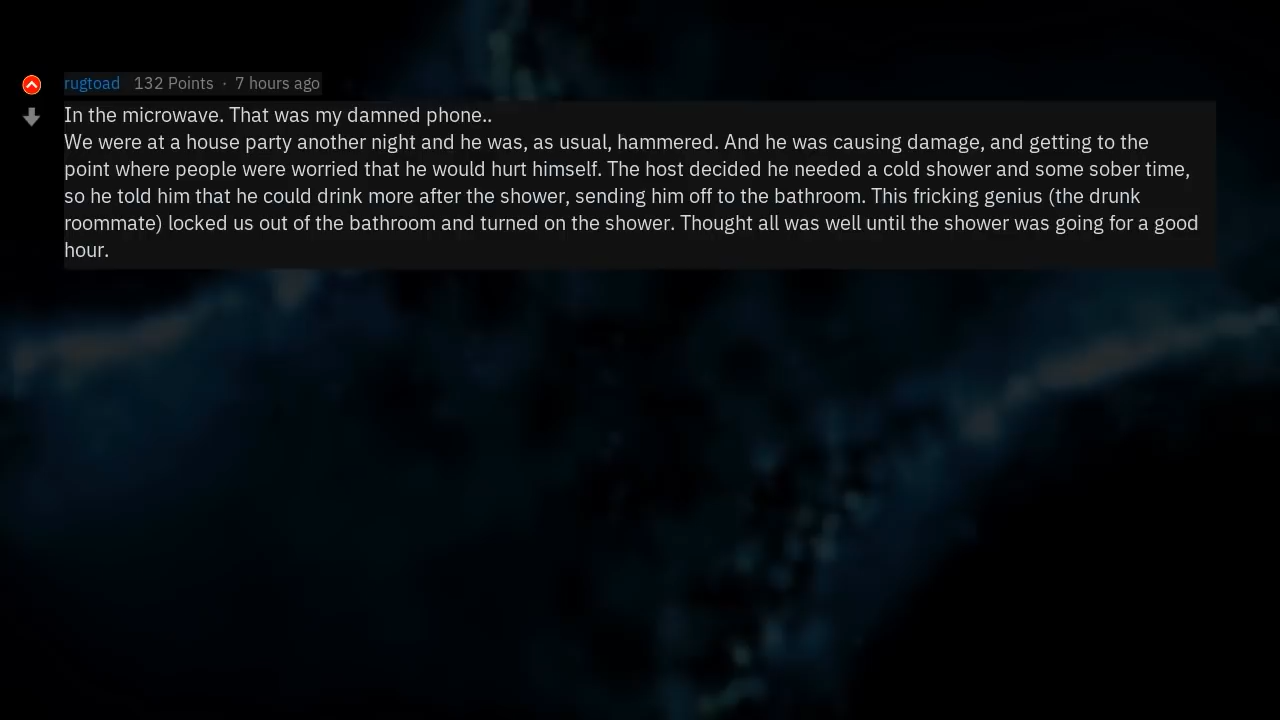 rugtoad 132 Points · 7 hours ago
In the microwave. That was my damned phone..
We were at a house party another night and he was, as usual, hammered. And he was causing damage, and getting to the
point where people were worried that he would hurt himself. The host decided he needed a cold shower and some sober time,
so he told him that he could drink more after the shower, sending him off to the bathroom. This fricking genius (the drunk
roommate) locked us out of the bathroom and turned on the shower. Thought all was well until the shower was going for a good
hour.